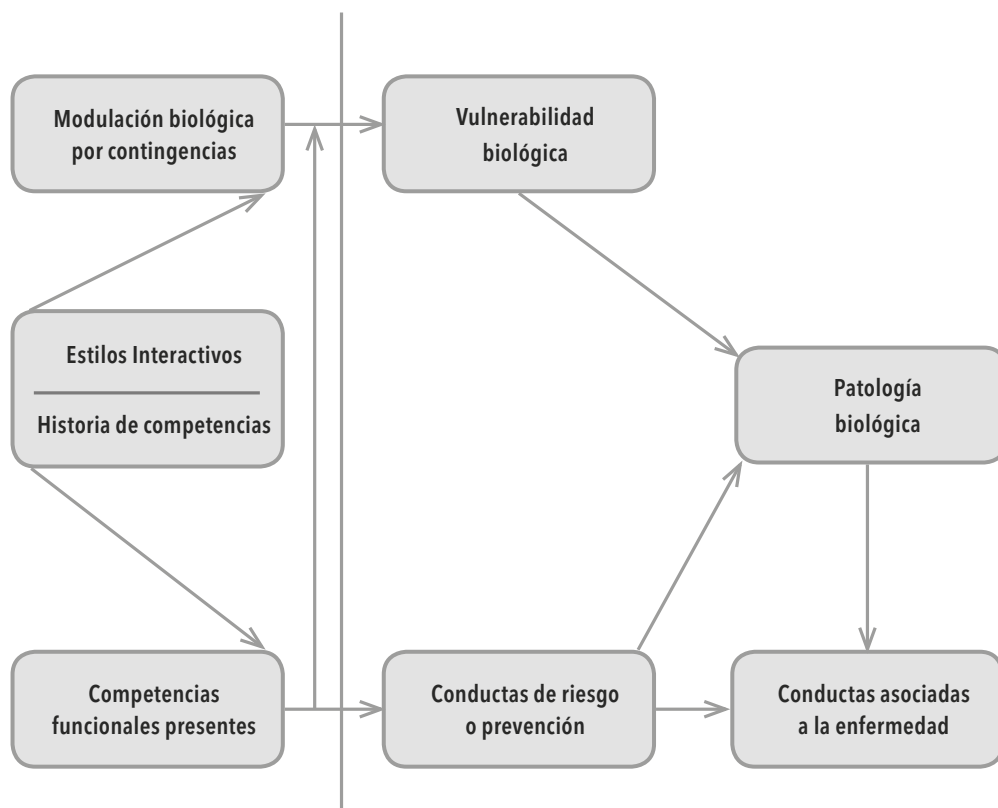 Modulación biológica
por contingencias
Vulnerabilidad
biológica
Estilos Interactivos
Historia de competencias
Patología
biológica
Competencias
funcionales presentes
Conductas de riesgo
o prevención
Conductas asociadas
a la enfermedad